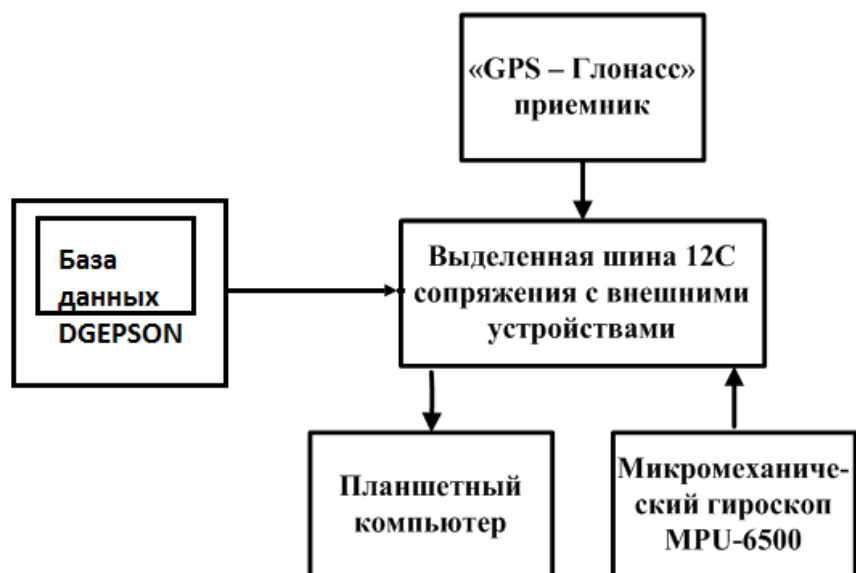 «GPS – Глонасс»
приемник
База
данных
DGEPSON
Выделенная шина 12С
сопряжения с внешними
устройствами
Планшетный
компьютер
Микромеханиче-
ский гироскоп
MPU-6500